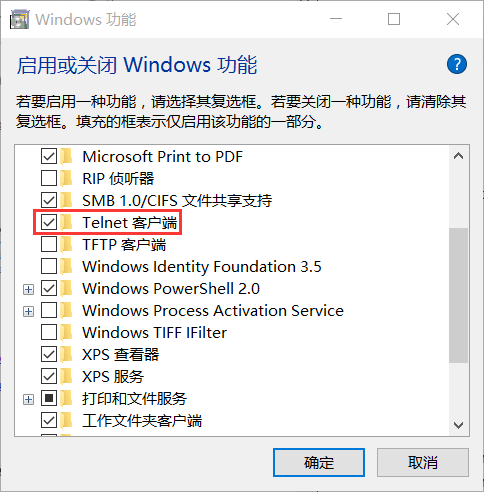 Windows 功能
启用或关闭 Windows 功能
?
若要启用一种功能，请选择其复选框。若要关闭一种功能，请清除其
复选框。填充的框表示仅启用该功能的一部分。
Microsoft Print to PDF
RIP 侦听器
SMB 1.0/CIFS 文件共享支持
Telnet 客户端
TFTP 客户端
Windows Identity Foundation 3.5
Windows PowerShell 2.0
Windows Process Activation Service
Windows TIFF IFilter
XPS 查看器
XPS 服务
打印和文件服务
工作文件夹客户端
确定
取消